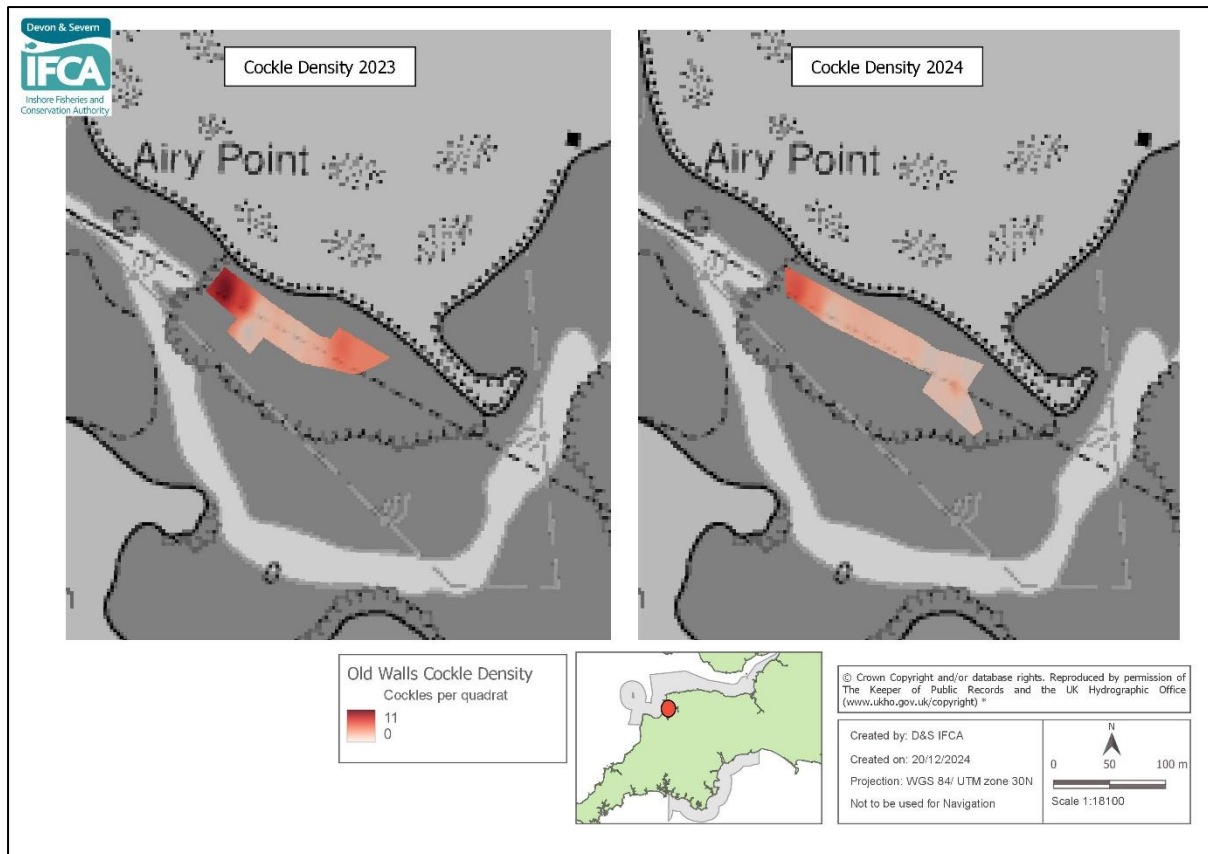 Devon & Severn
IFCA
Inshore Fisheries and
Conservation Authority
Cockle Density 2023
Cockle Density 2024
Airy Point
Airy Point
Old Walls Cockle Density
Cockles per quadrat
11
0
© Crown Copyright and/or database rights. Reproduced by permission of
The Keeper of Public Records and the UK Hydrographic Office
(www.ukho.gov.uk/copyright) *
Created by: D&S IFCA
Created on: 20/12/2024
Projection: WGS 84/ UTM zone 30N
Not to be used for Navigation
N
0 50 100 m
Scale 1:18100